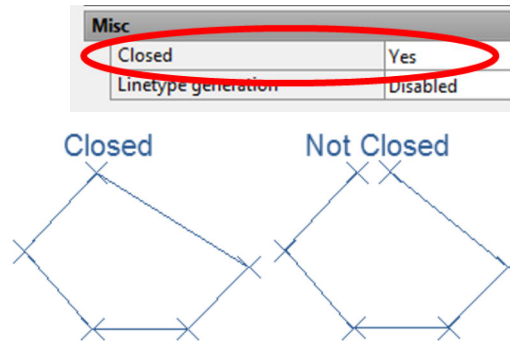 Misc
Closed Yes
Linetype generation Disabled
Closed Not Closed